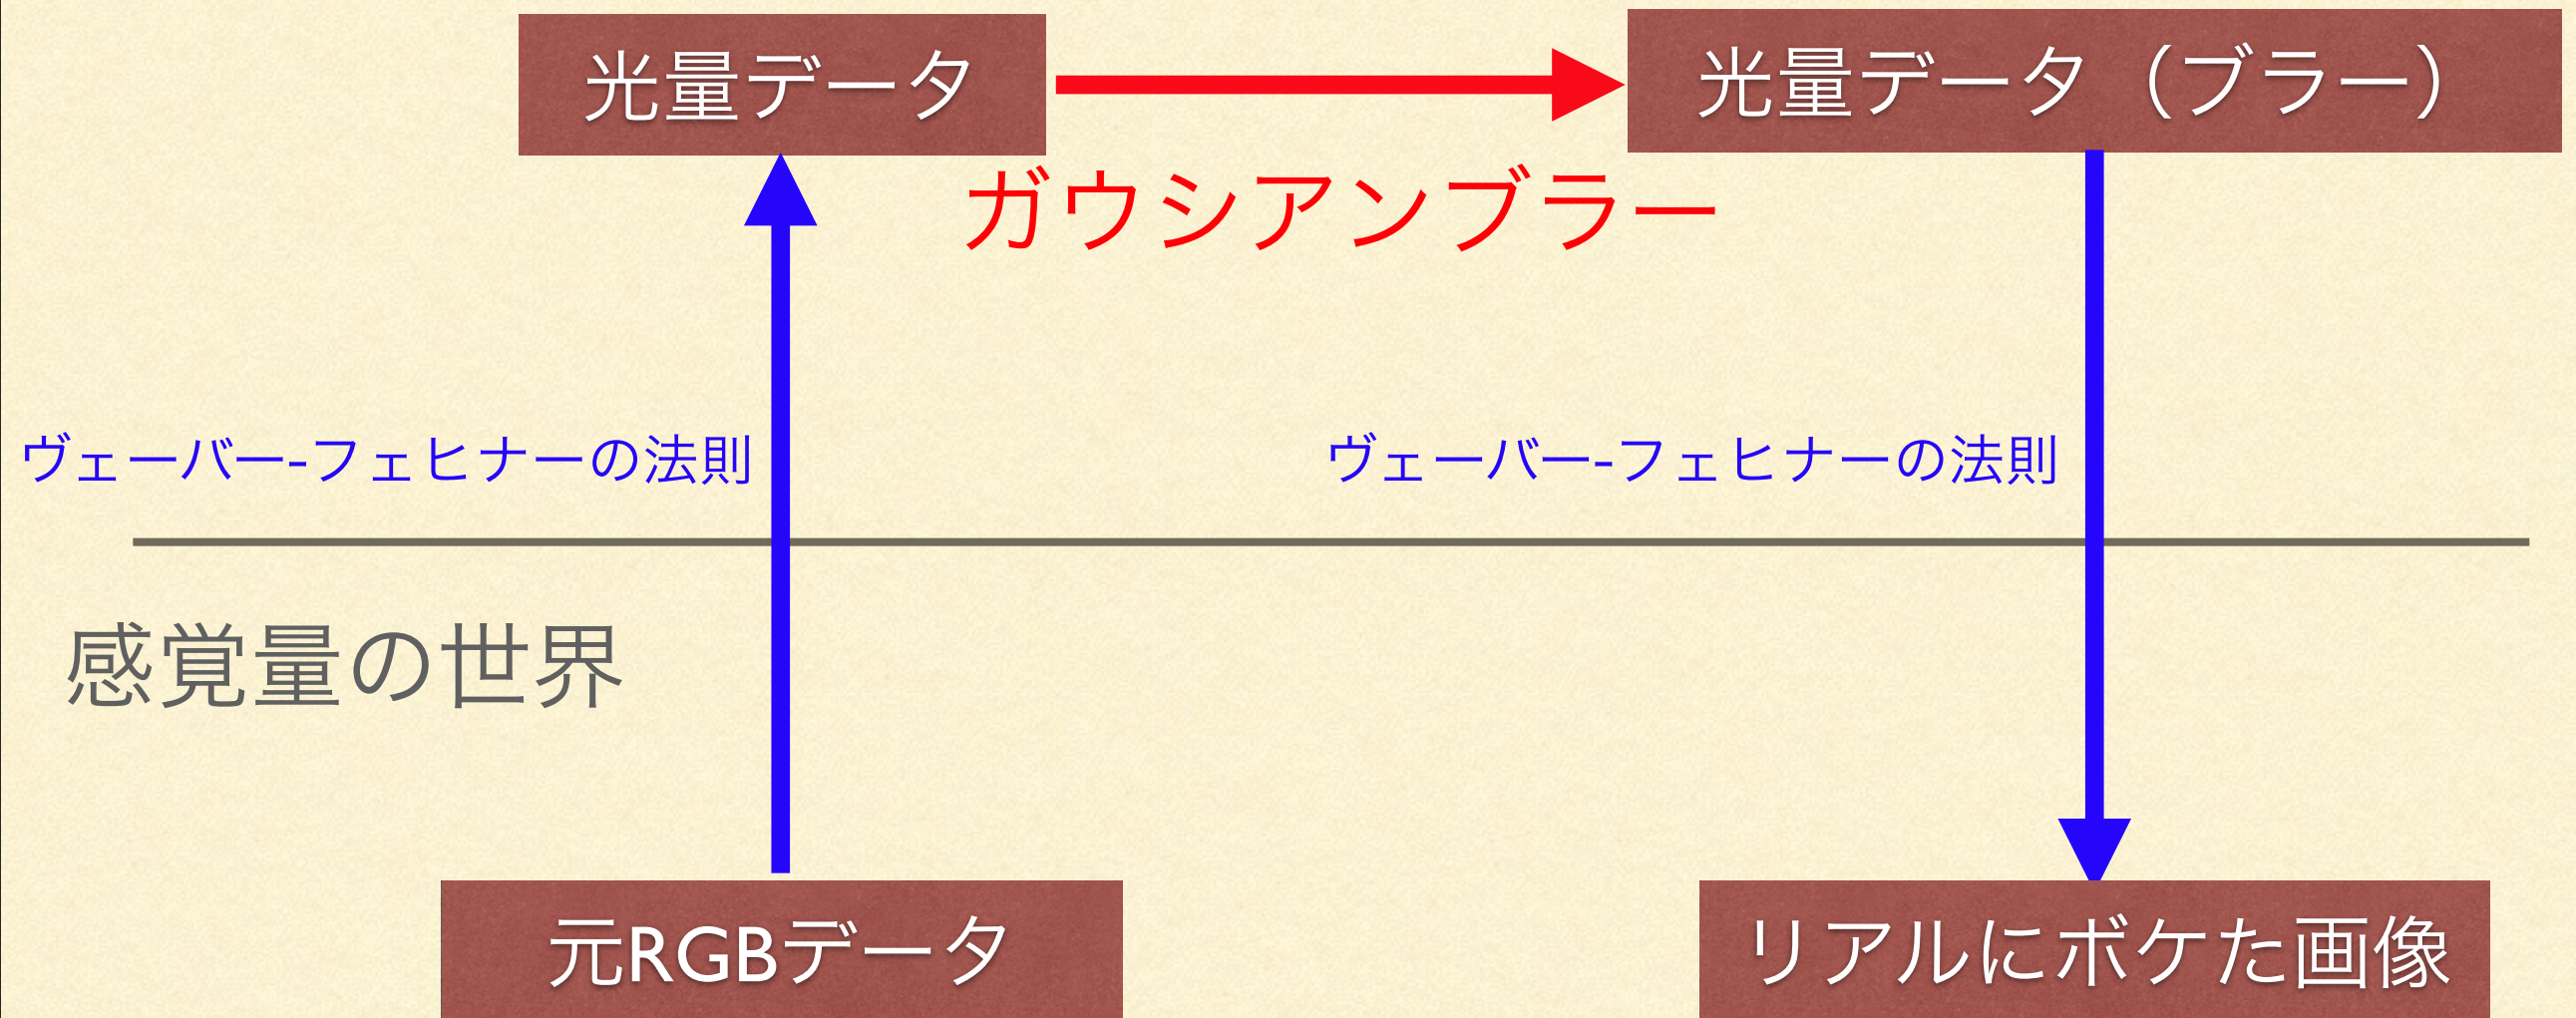 光量データ
光量データ（ブラー）
ガウシアンブラー
ヴェーバー-フェヒナーの法則
ヴェーバー-フェヒナーの法則
感覚量の世界
元RGBデータ
リアルにボケた画像